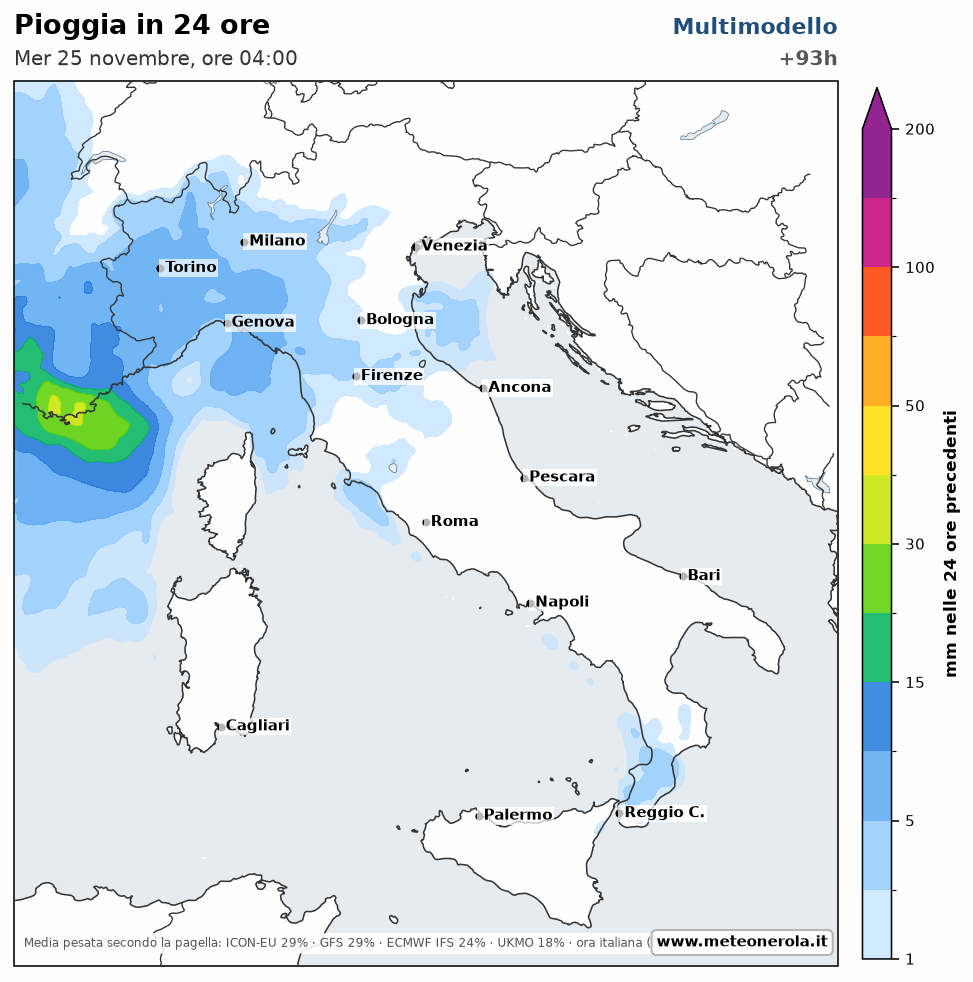 Pioggia in 24 ore
Multimodello
Mer 25 novembre, ore 04:00
+93h
Milano
Venezia
Torino
Genova
Bologna
Firenze
Ancona
Pescara
Roma
Bari
Napoli
Cagliari
Palermo
Reggio C.
200
100
50
30
15
5
1
mm nelle 24 ore precedenti
Media pesata secondo la pagella: ICON-EU 29% · GFS 29% · ECMWF IFS 24% · UKMO 18% · ora italiana (
www.meteonerola.it